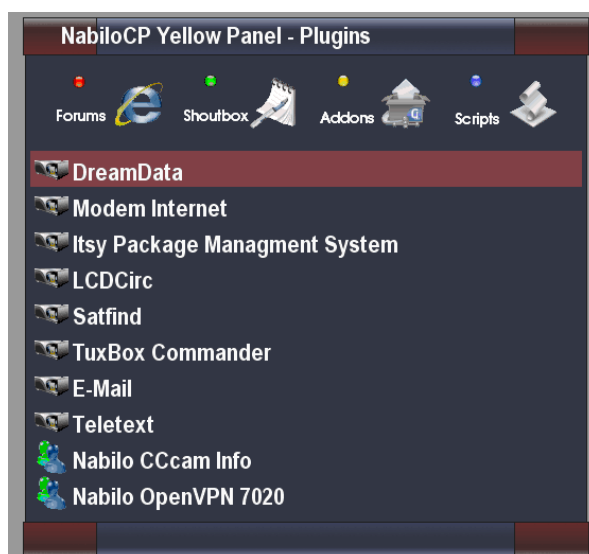 NabiloCP Yellow Panel - Plugins
Forums Shoutbox Addons Scripts
DreamData
Modem Internet
Itsy Package Managment System
LCDCirc
Satfind
TuxBox Commander
E-Mail
Teletext
Nabilo CCcam Info
Nabilo OpenVPN 7020